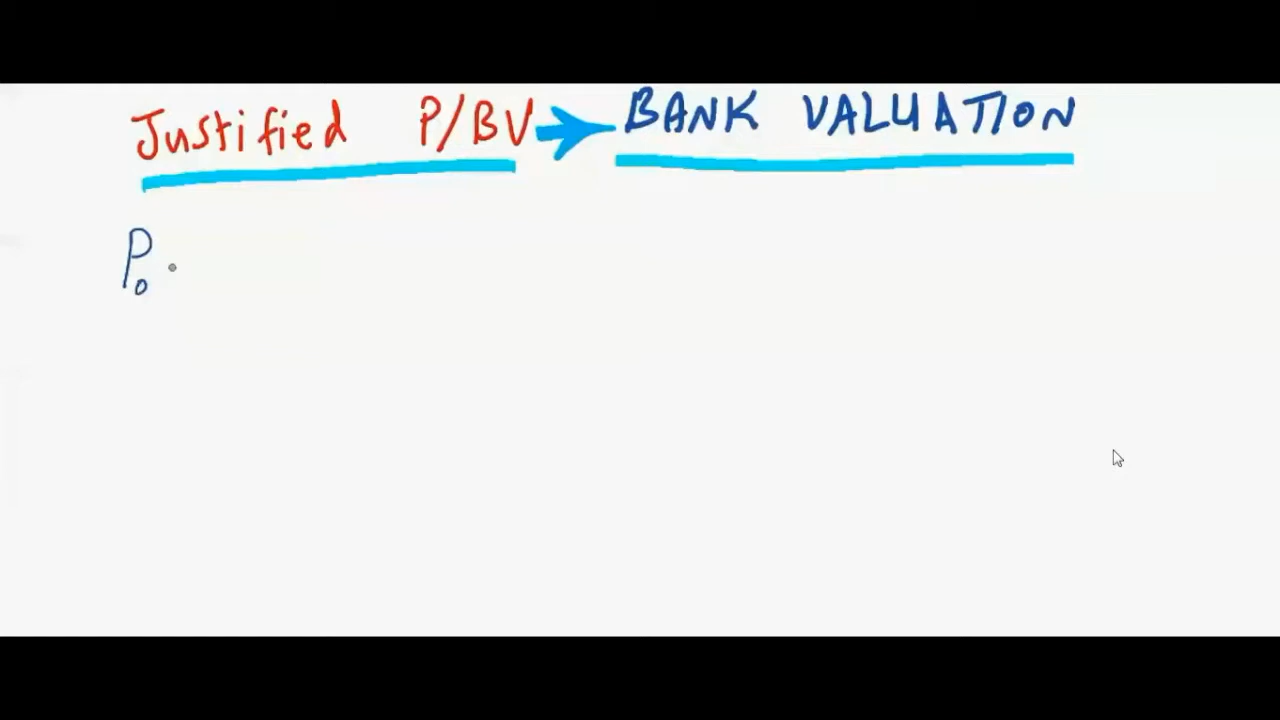 Justified P/BV → BANK VALUATION
P₀